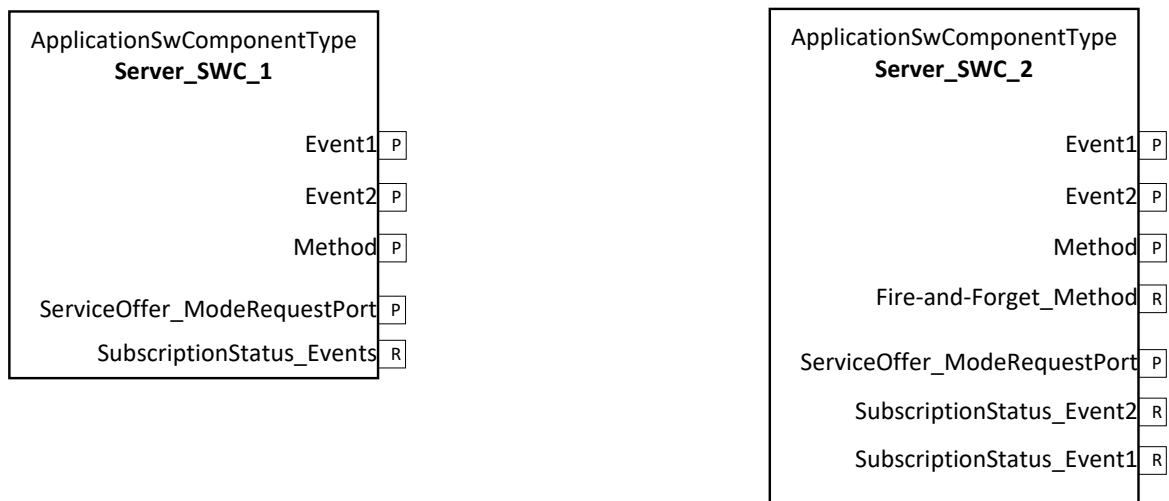 ApplicationSwComponentType
Server_SWC_1
Event1 P
Event2 P
Method P
ServiceOffer_ModeRequestPort P
SubscriptionStatus_Events R
ApplicationSwComponentType
Server_SWC_2
Event1 P
Event2 P
Method P
Fire-and-Forget_Method R
ServiceOffer_ModeRequestPort P
SubscriptionStatus_Event2 R
SubscriptionStatus_Event1 R